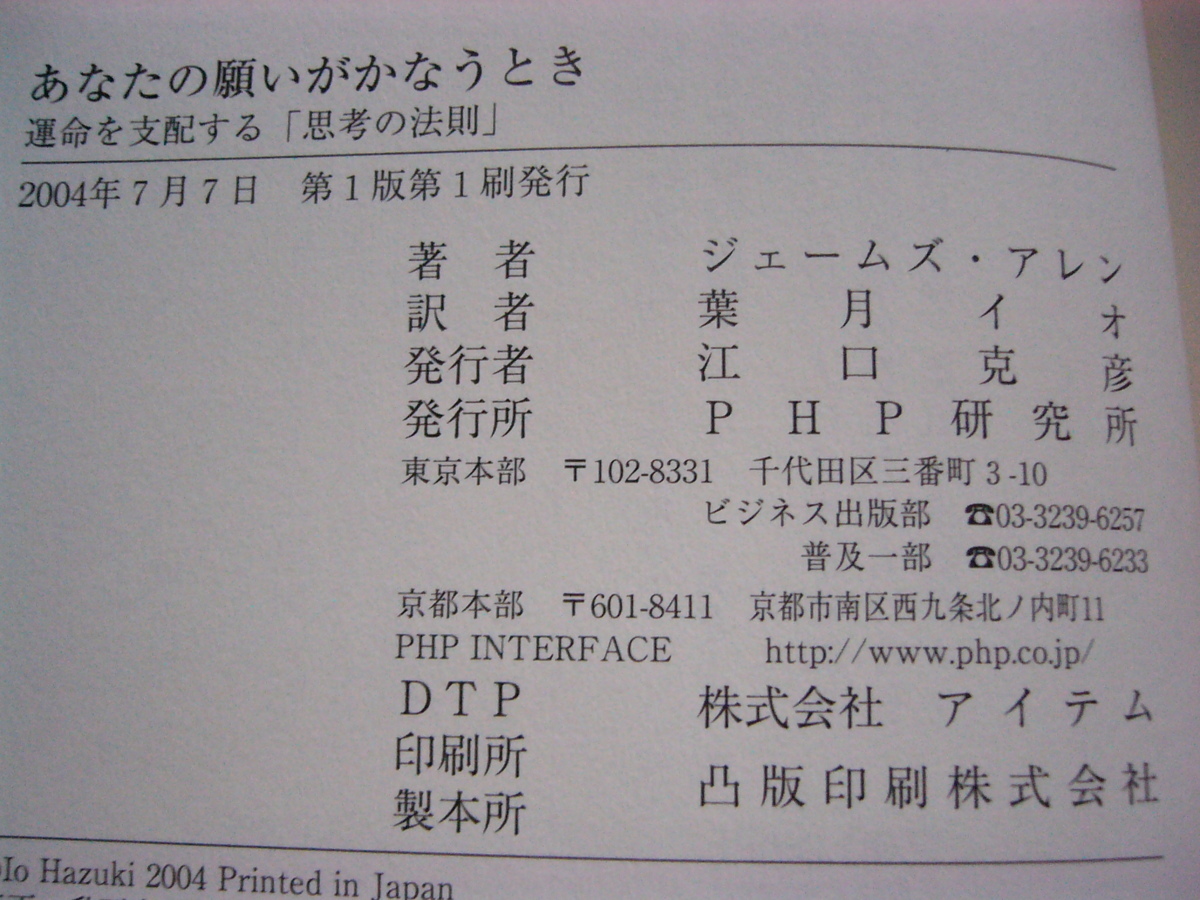 あなたの願いがかなうとき
運命を支配する「思考の法則」
2004年7月7日 第1版第1刷発行
著者 ジェームズ・アレン
訳者 葉月イオ
発行者 江口克彦
発行所 PHP研究所
東京本部 〒102-8331 千代田区三番町3-10
ビジネス出版部 ☎03-3239-6257
普及一部 ☎03-3239-6233
京都本部 〒601-8411 京都市南区西九条北ノ内町11
PHP INTERFACE http://www.php.co.jp/
DTP 株式会社 アイテム
印刷所
製本所 凸版印刷株式会社
Io Hazuki 2004 Printed in Japan